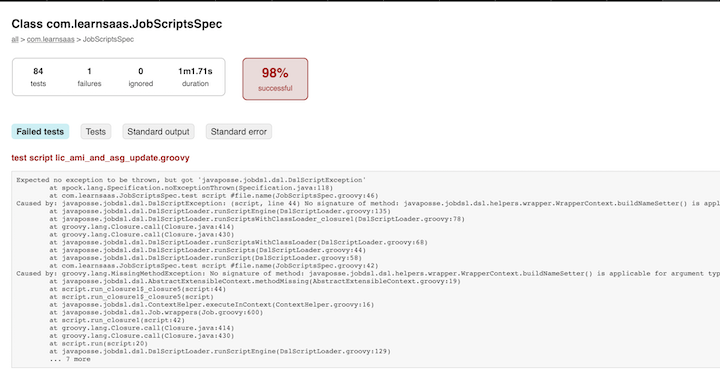 Class com.learnsaas.JobScriptsSpec
all > com.learnsaas > JobScriptsSpec
84 1 0 1m1.71s 98%
tests failures ignored duration successful
Failed tests Tests Standard output Standard error
test script lic_ami_and_asg_update.groovy
Expected no exception to be thrown, but got 'javaposse.jobdsl.dsl.DslScriptException'
at spock.lang.Specification.noExceptionThrown(Specification.java:118)
at com.learnsaas.JobScriptsSpec.test script #file.name(JobScriptsSpec.groovy:46)
Caused by: javaposse.jobdsl.dsl.DslScriptException: (script, line 44) No signature of method: javaposse.jobdsl.dsl.helpers.wrapper.WrapperContext.buildNameSetter() is appl
at javaposse.jobdsl.dsl.DslScriptLoader.runScriptEngine(DslScriptLoader.groovy:135)
at javaposse.jobdsl.dsl.DslScriptLoader.runScriptsWithClassLoader_closure1(DslScriptLoader.groovy:78)
at groovy.lang.Closure.call(Closure.java:414)
at groovy.lang.Closure.call(Closure.java:430)
at javaposse.jobdsl.dsl.DslScriptLoader.runScriptsWithClassLoader(DslScriptLoader.groovy:68)
at javaposse.jobdsl.dsl.DslScriptLoader.runScripts(DslScriptLoader.groovy:44)
at javaposse.jobdsl.dsl.DslScriptLoader.runScript(DslScriptLoader.groovy:58)
at com.learnsaas.JobScriptsSpec.test script #file.name(JobScriptsSpec.groovy:42)
Caused by: groovy.lang.MissingMethodException: No signature of method: javaposse.jobdsl.dsl.helpers.wrapper.WrapperContext.buildNameSetter() is applicable for argument typ
at javaposse.jobdsl.dsl.AbstractExtensibleContext.methodMissing(AbstractExtensibleContext.groovy:19)
at script.run_closure1$_closure5(script:44)
at script.run_closure1$_closure5(script)
at javaposse.jobdsl.dsl.ContextHelper.executeInContext(ContextHelper.groovy:16)
at javaposse.jobdsl.dsl.Job.wrappers(Job.groovy:600)
at script.run_closure1(script:42)
at groovy.lang.Closure.call(Closure.java:414)
at groovy.lang.Closure.call(Closure.java:430)
at script.run(script:20)
at javaposse.jobdsl.dsl.DslScriptLoader.runScriptEngine(DslScriptLoader.groovy:129)
... 7 more